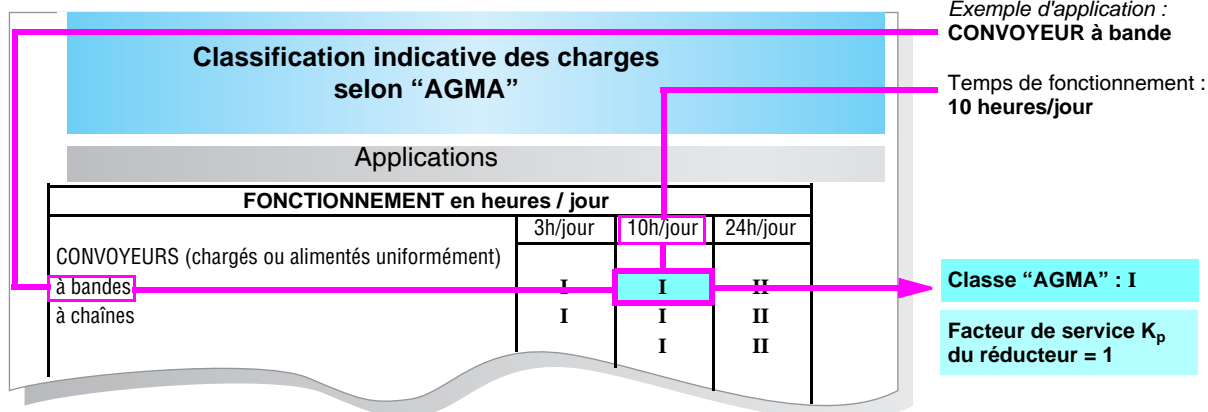 Exemple d'application :
CONVOYEUR à bande
Classification indicative des charges
selon “AGMA”
Temps de fonctionnement :
10 heures/jour
Applications
FONCTIONNEMENT en heures / jour
3h/jour 10h/jour 24h/jour
CONVOYEURS (chargés ou alimentés uniformément)
à bandes I I II
à chaînes I I II
I II
Classe “AGMA” : I
Facteur de service Kp
du réducteur = 1